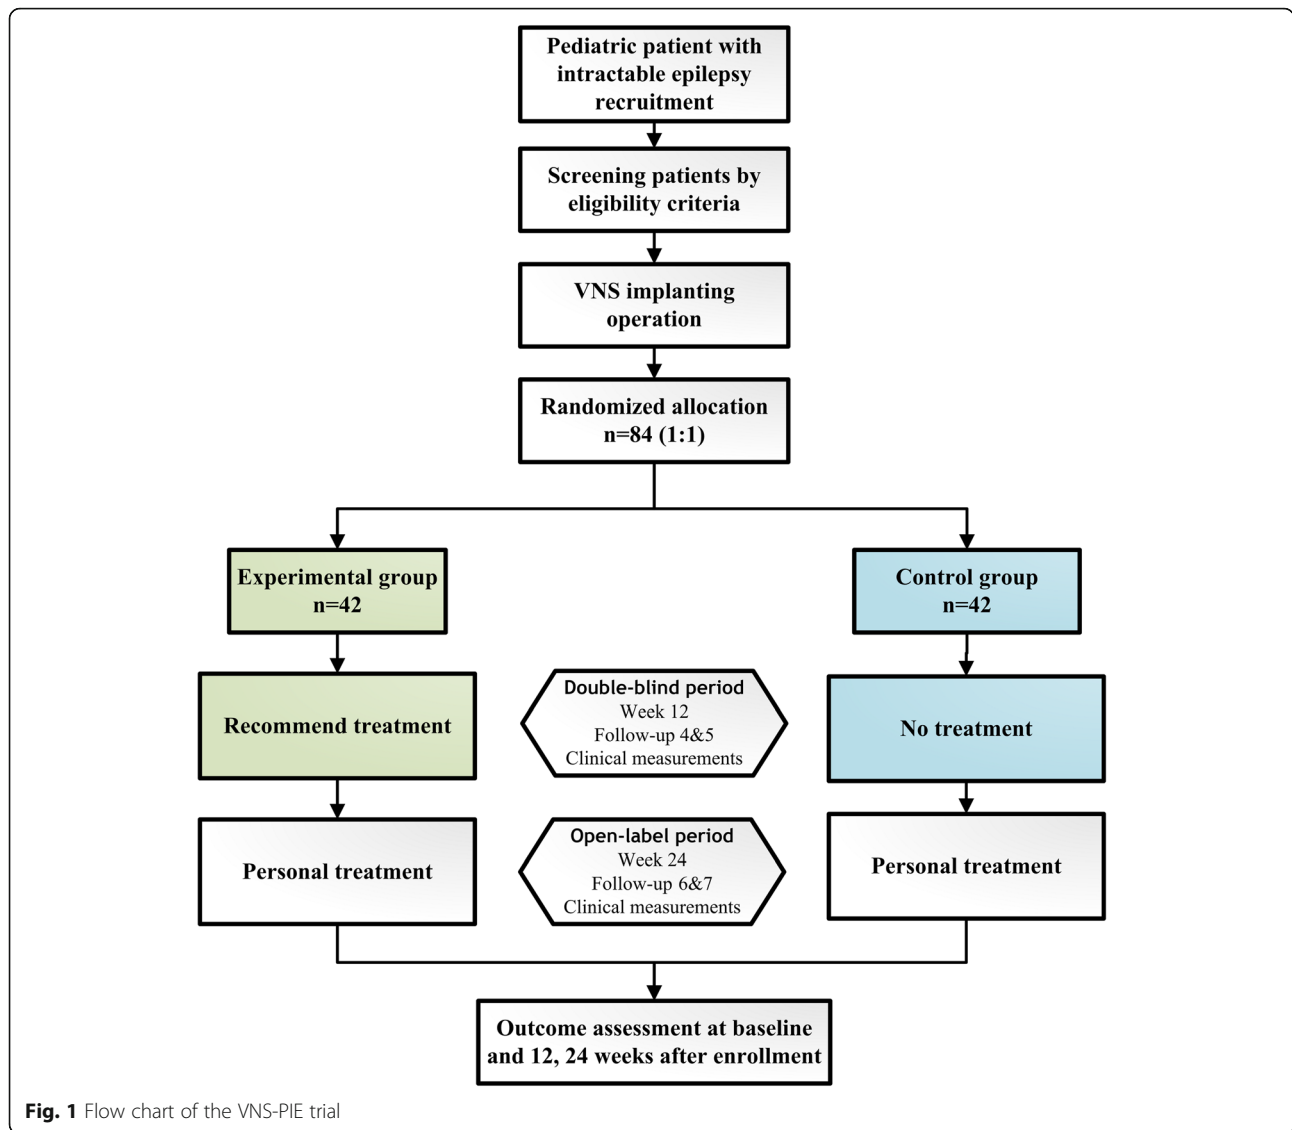 Pediatric patient with
intractable epilepsy
recruitment
Screening patients by
eligibility criteria
VNS implanting
operation
Randomized allocation
n=84 (1:1)
Experimental group
n=42
Control group
n=42
Recommend treatment
Double-blind period
Week 12
Follow-up 4&5
Clinical measurements
No treatment
Personal treatment
Open-label period
Week 24
Follow-up 6&7
Clinical measurements
Personal treatment
Outcome assessment at baseline
and 12, 24 weeks after enrollment
Fig. 1 Flow chart of the VNS-PIE trial